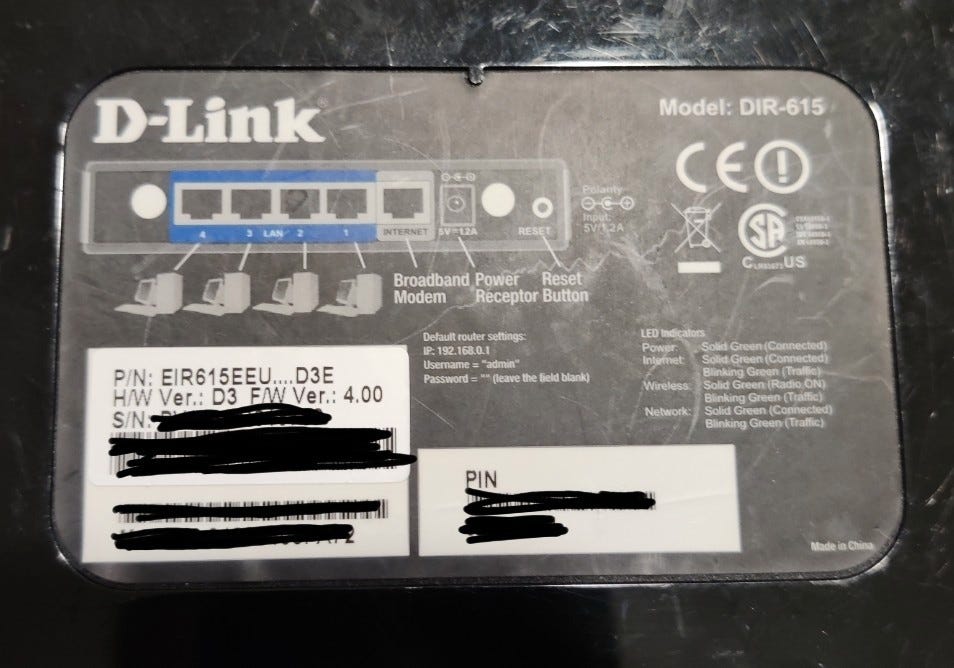 D-Link®
Model: DIR-615
4 3 LAN 2 1 INTERNET 5V 1.2A RESET
Polarity
Input:
5V 1.2A
Broadband Modem
Power Receptor
Reset Button
CE
SA
C US
Default router settings:
IP: 192.168.0.1
Username = "admin"
Password = "" (leave the field blank)
LED Indicators
Power: Solid Green (Connected)
Internet: Solid Green (Connected)
Blinking Green (Traffic)
Wireless: Solid Green (Radio ON)
Blinking Green (Traffic)
Network: Solid Green (Connected)
Blinking Green (Traffic)
P/N: EIR615EEU....D3E
H/W Ver.: D3 F/W Ver.: 4.00
S/N:
PIN
Made in China